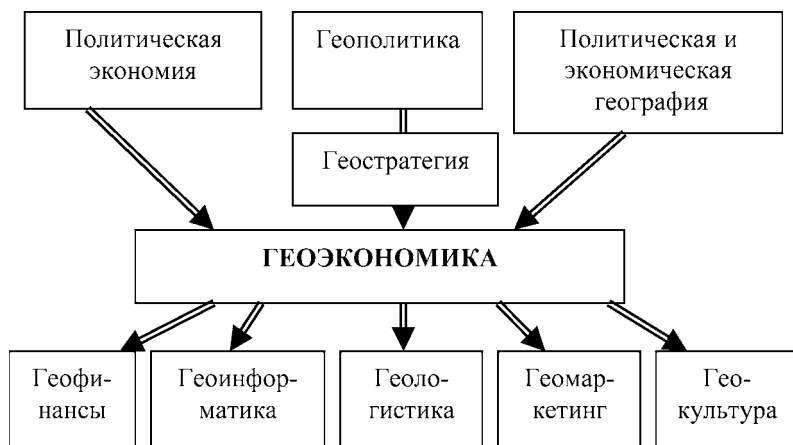 Политическая
экономия
Геополитика
Политическая и
экономическая
география
Геостратегия
ГЕОЭКОНОМИКА
Геофи-
нансы
Геоинфор-
матика
Геоло-
гистика
Геомар-
кетинг
Гео-
культура